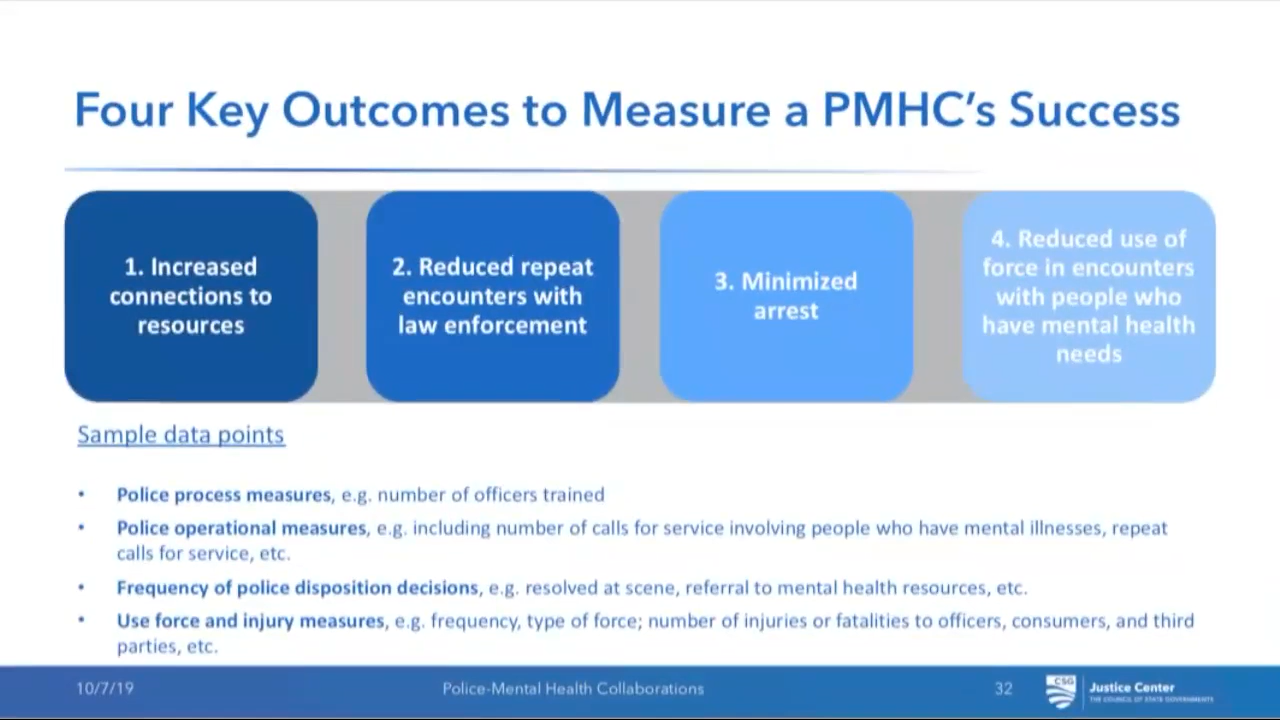 Four Key Outcomes to Measure a PMHC's Success
1. Increased
connections to
resources
2. Reduced repeat
encounters with
law enforcement
3. Minimized
arrest
4. Reduced use of
force in encounters
with people who
have mental health
needs
Sample data points
• Police process measures, e.g. number of officers trained
• Police operational measures, e.g. including number of calls for service involving people who have mental illnesses, repeat
calls for service, etc.
• Frequency of police disposition decisions, e.g. resolved at scene, referral to mental health resources, etc.
• Use force and injury measures, e.g. frequency, type of force; number of injuries or fatalities to officers, consumers, and third
parties, etc.
10/7/19
Police-Mental Health Collaborations
32
CSG
Justice Center
THE COUNCIL OF STATE GOVERNMENTS